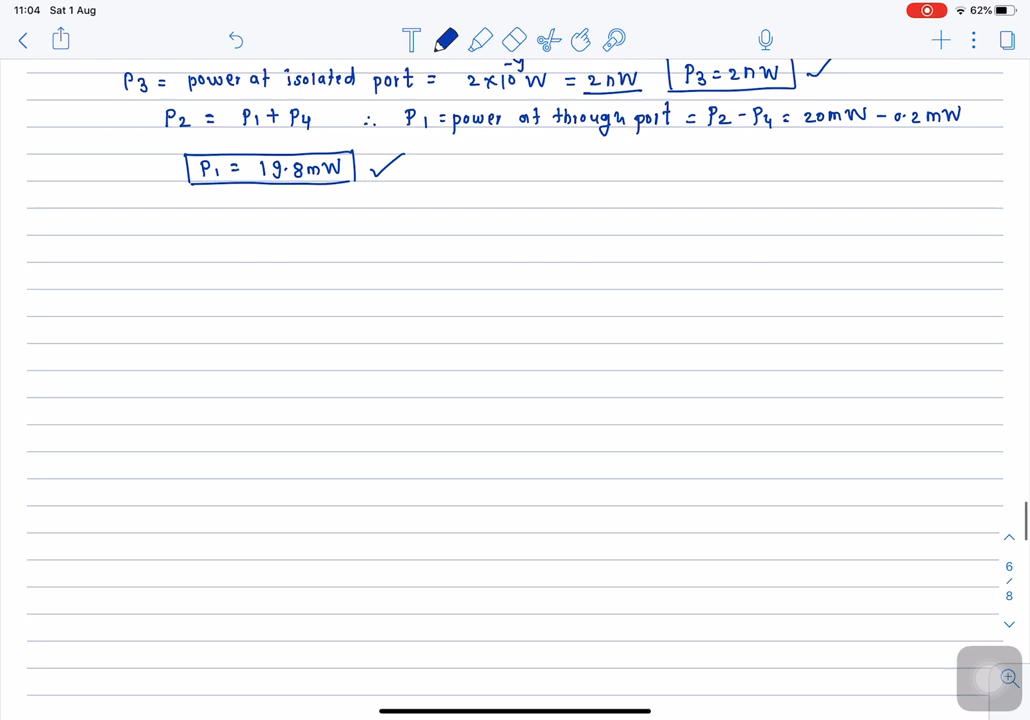 11:04 Sat 1 Aug 62%
T
P3 = power at isolated port = 2×10⁻⁹W = 2nW P3 = 2nW ✓
P2 = P1 + P4 ∴ P1 = power at through port = P2 - P4 = 20mW - 0.2mW
P1 = 19.8mW ✓
6
/
8